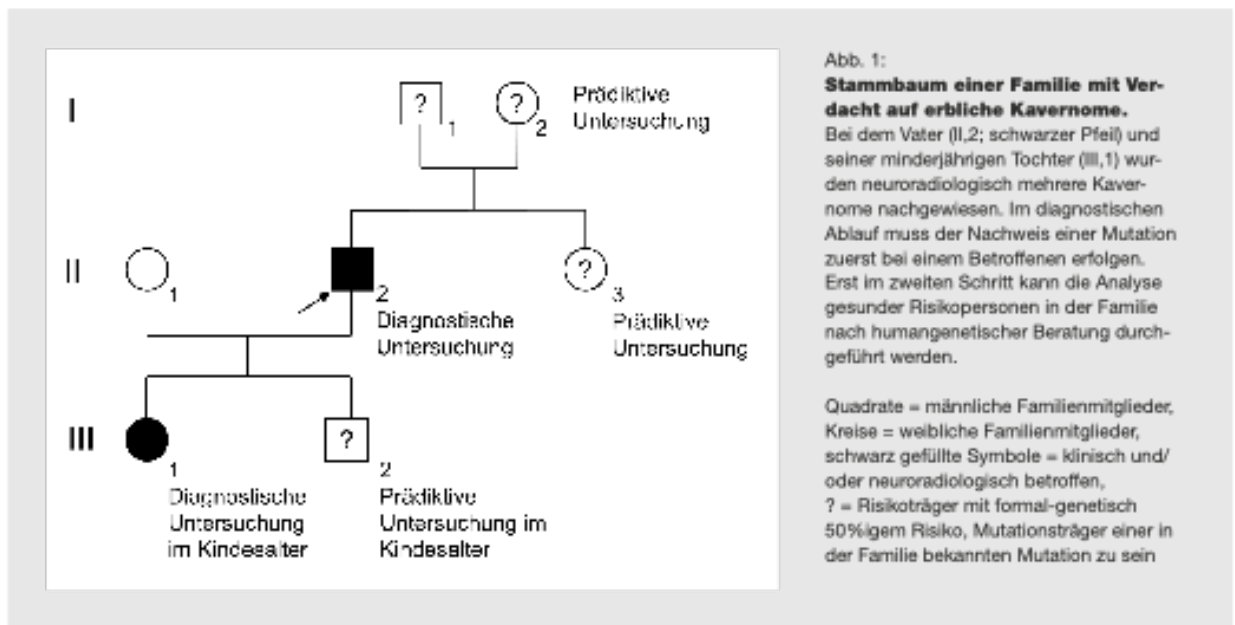 I
?
1
?
2
Prädiktive
Untersuchung
II
1
2
Diagnostische
Untersuchung
?
3
Prädiktive
Untersuchung
III
1
Diagnostische
Untersuchung
im Kindesalter
?
2
Prädiktive
Untersuchung im
Kindesalter
Abb. 1:
Stammbaum einer Familie mit Ver-
dacht auf erbliche Kavernome.
Bei dem Vater (II,2; schwarzer Pfeil) und
seiner minderjährigen Tochter (III,1) wur-
den neuroradiologisch mehrere Kaver-
nome nachgewiesen. Im diagnostischen
Ablauf muss der Nachweis einer Mutation
zuerst bei einem Betroffenen erfolgen.
Erst im zweiten Schritt kann die Analyse
gesunder Risikopersonen in der Familie
nach humangenetischer Beratung durch-
geführt werden.
Quadrate = männliche Familienmitglieder,
Kreise = weibliche Familienmitglieder,
schwarz gefüllte Symbole = klinisch und/
oder neuroradiologisch betroffen,
? = Risikoträger mit formal-genetisch
50%igem Risiko, Mutationsträger einer in
der Familie bekannten Mutation zu sein